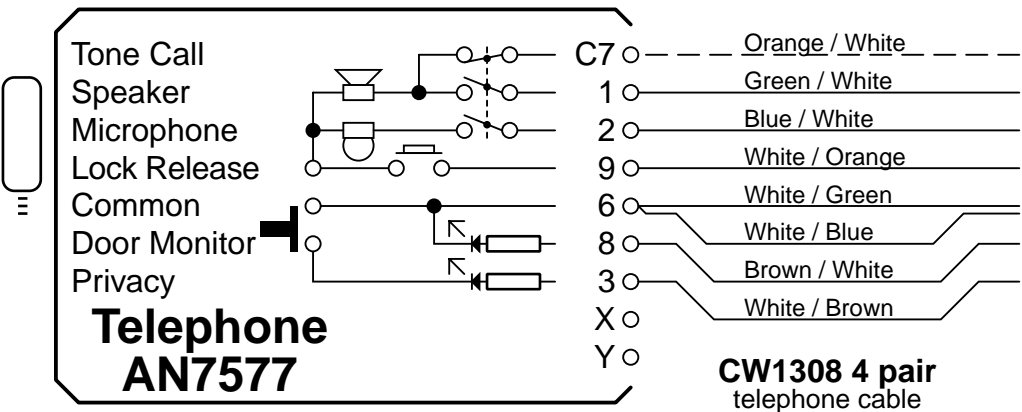 Tone Call C7 Orange / White
Speaker 1 Green / White
Microphone 2 Blue / White
Lock Release 9 White / Orange
Common 6 White / Green
White / Blue
Door Monitor 8
Brown / White
Privacy 3
White / Brown
Telephone X
AN7577 Y
CW1308 4 pair
telephone cable